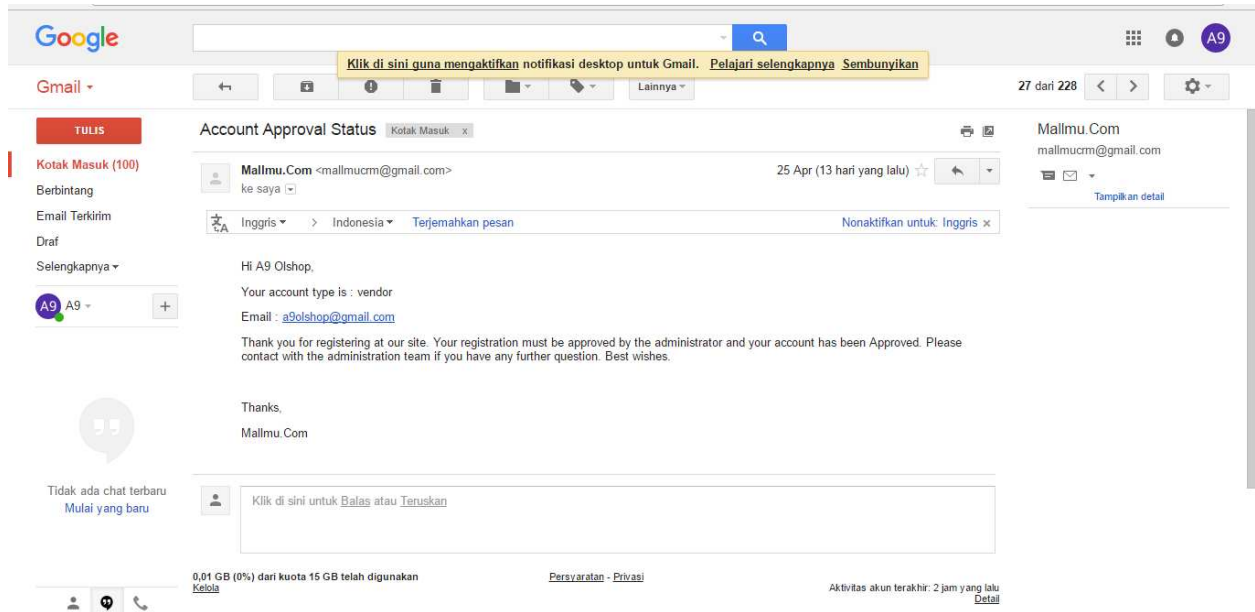 Google
A9
Klik di sini guna mengaktifkan notifikasi desktop untuk Gmail. Pelajari selengkapnya Sembunyikan
Gmail
Lainnya
27 dari 228
TULIS
Kotak Masuk (100)
Berbintang
Email Terkirim
Draf
Selengkapnya
A9 A9
+
Tidak ada chat terbaru
Mulai yang baru
Account Approval Status Kotak Masuk x
Mallmu.Com <mallmucrm@gmail.com>
25 Apr (13 hari yang lalu)
ke saya
Inggris > Indonesia Terjemahkan pesan
Nonaktifkan untuk: Inggris x
Hi A9 Olshop,
Your account type is : vendor
Email : a9olshop@gmail.com
Thank you for registering at our site. Your registration must be approved by the administrator and your account has been Approved. Please
contact with the administration team if you have any further question. Best wishes.
Thanks,
Mallmu.Com
Klik di sini untuk Balas atau Teruskan
0,01 GB (0%) dari kuota 15 GB telah digunakan
Kelola
Persyaratan - Privasi
Aktivitas akun terakhir: 2 jam yang lalu
Detail
Mallmu.Com
mallmucrm@gmail.com
Tampilkan detail